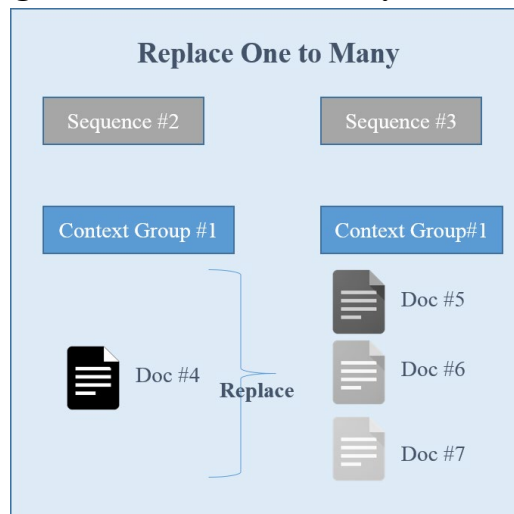 Replace One to Many
Sequence #2
Sequence #3
Context Group #1
Context Group#1
Doc #5
Doc #4
Doc #6
Replace
Doc #7